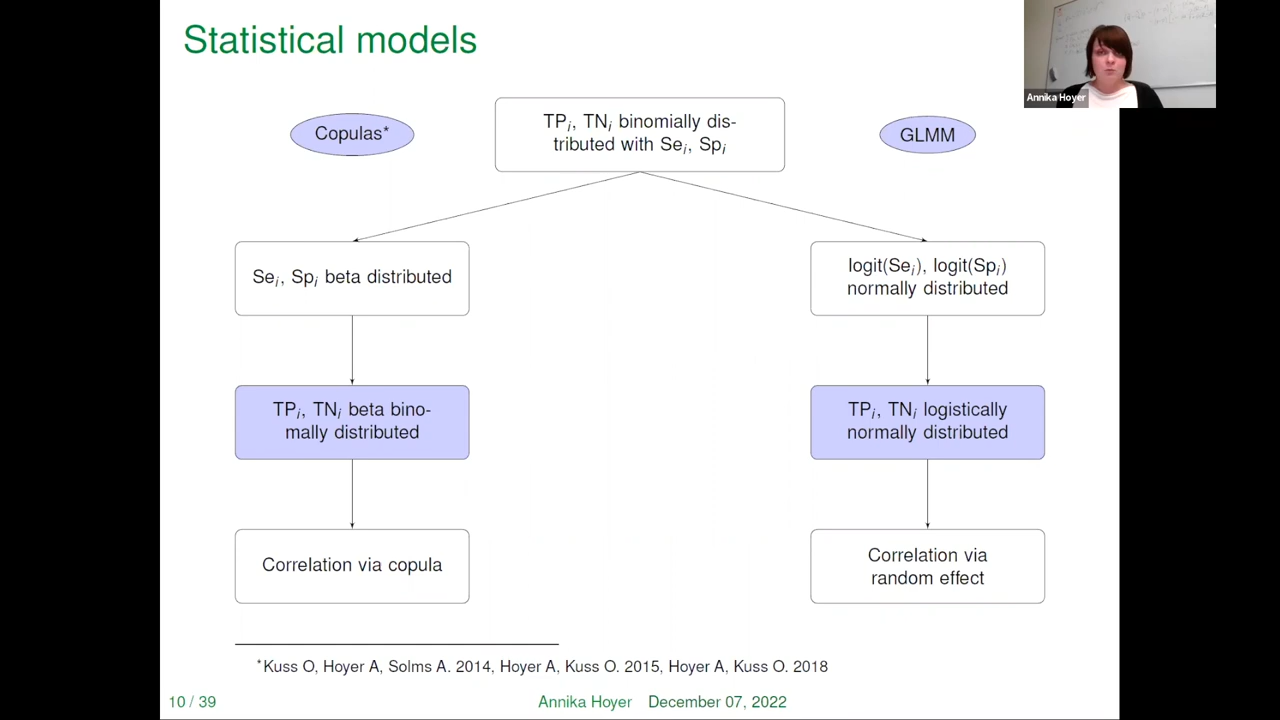 Statistical models
Annika Hoyer
Copulas*
TPi, TNi binomially dis-
tributed with Sei, Spi
GLMM
Sei, Spi beta distributed
logit(Sei), logit(Spi)
normally distributed
TPi, TNi beta bino-
mally distributed
TPi, TNi logistically
normally distributed
Correlation via copula
Correlation via
random effect
*Kuss O, Hoyer A, Solms A. 2014, Hoyer A, Kuss O. 2015, Hoyer A, Kuss O. 2018
10 / 39
Annika Hoyer December 07, 2022